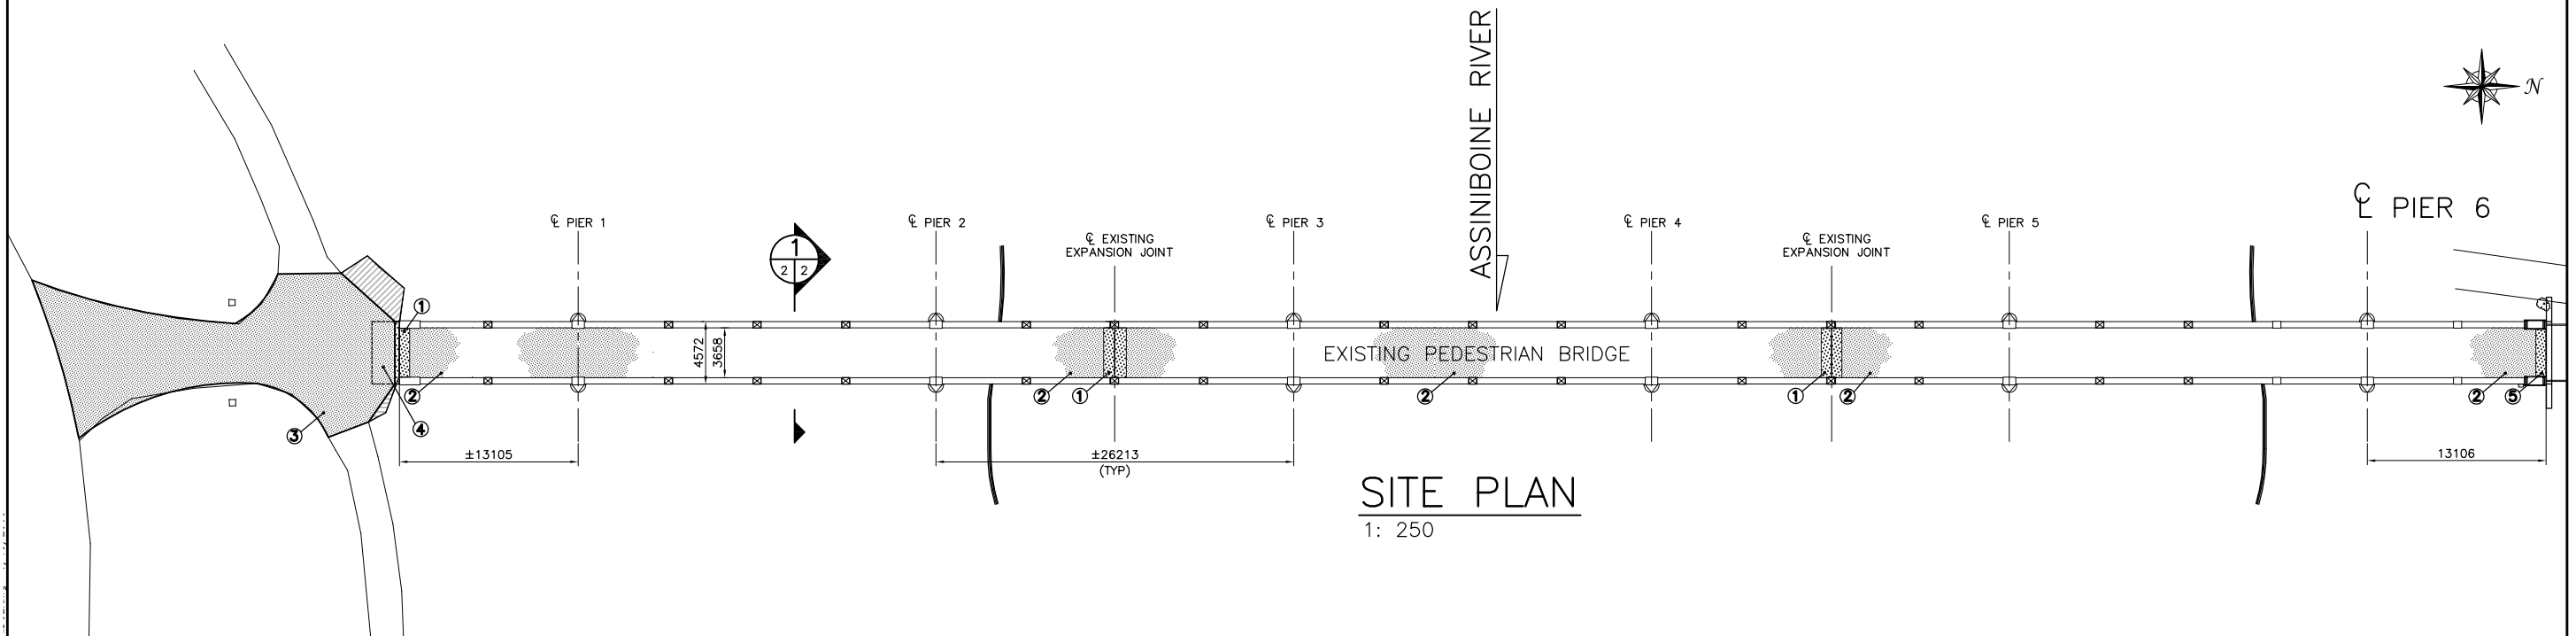 ASSINIBOINE RIVER
N
℄ PIER 1
℄ PIER 2
℄ EXISTING
EXPANSION JOINT
℄ PIER 3
℄ PIER 4
℄ EXISTING
EXPANSION JOINT
℄ PIER 5
℄ PIER 6
1
2 2
1
4572
3658
EXISTING PEDESTRIAN BRIDGE
2
2
1
2
1
2
2
5
3
4
±13105
±26213
(TYP)
13106
SITE PLAN
1: 250